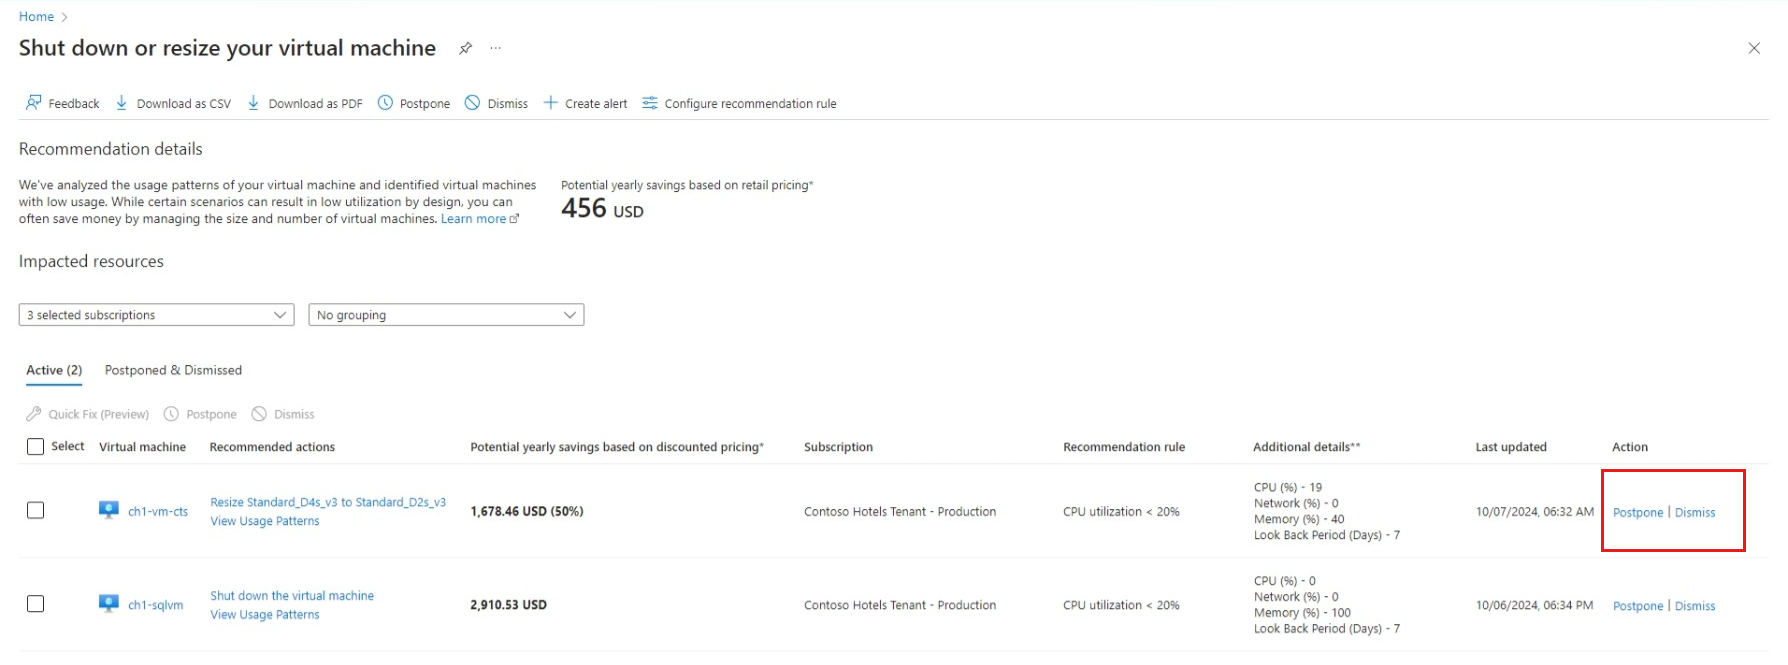 Home
Shut down or resize your virtual machine
Feedback Download as CSV Download as PDF Postpone Dismiss Create alert Configure recommendation rule
Recommendation details
We've analyzed the usage patterns of your virtual machine and identified virtual machines
with low usage. While certain scenarios can result in low utilization by design, you can
often save money by managing the size and number of virtual machines. Learn more
Potential yearly savings based on retail pricing*
456 USD
Impacted resources
3 selected subscriptions No grouping
Active (2) Postponed & Dismissed
Quick Fix (Preview) Postpone Dismiss
Select Virtual machine Recommended actions Potential yearly savings based on discounted pricing* Subscription Recommendation rule Additional details** Last updated Action
ch1-vm-cts
Resize Standard_D4s_v3 to Standard_D2s_v3
View Usage Patterns
1,678.46 USD (50%)
Contoso Hotels Tenant - Production
CPU utilization < 20%
CPU (%) - 19
Network (%) - 0
Memory (%) - 40
Look Back Period (Days) - 7
10/07/2024, 06:32 AM
Postpone | Dismiss
ch1-sqlvm
Shut down the virtual machine
View Usage Patterns
2,910.53 USD
Contoso Hotels Tenant - Production
CPU utilization < 20%
CPU (%) - 0
Network (%) - 0
Memory (%) - 100
Look Back Period (Days) - 7
10/06/2024, 06:34 PM
Postpone | Dismiss